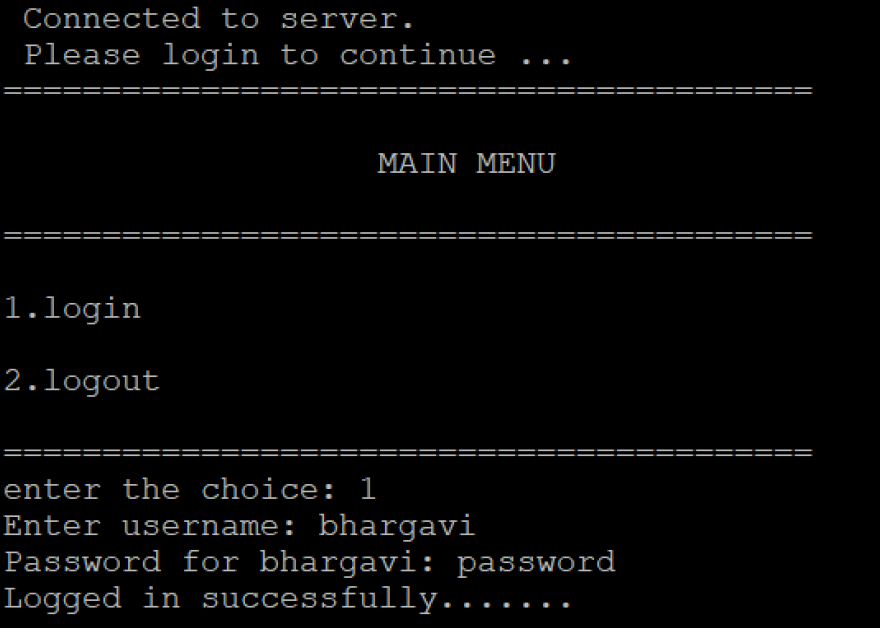 Connected to server.
Please login to continue ...
=========================================
MAIN MENU
=========================================
1.login
2.logout
=========================================
enter the choice: 1
Enter username: bhargavi
Password for bhargavi: password
Logged in successfully.......